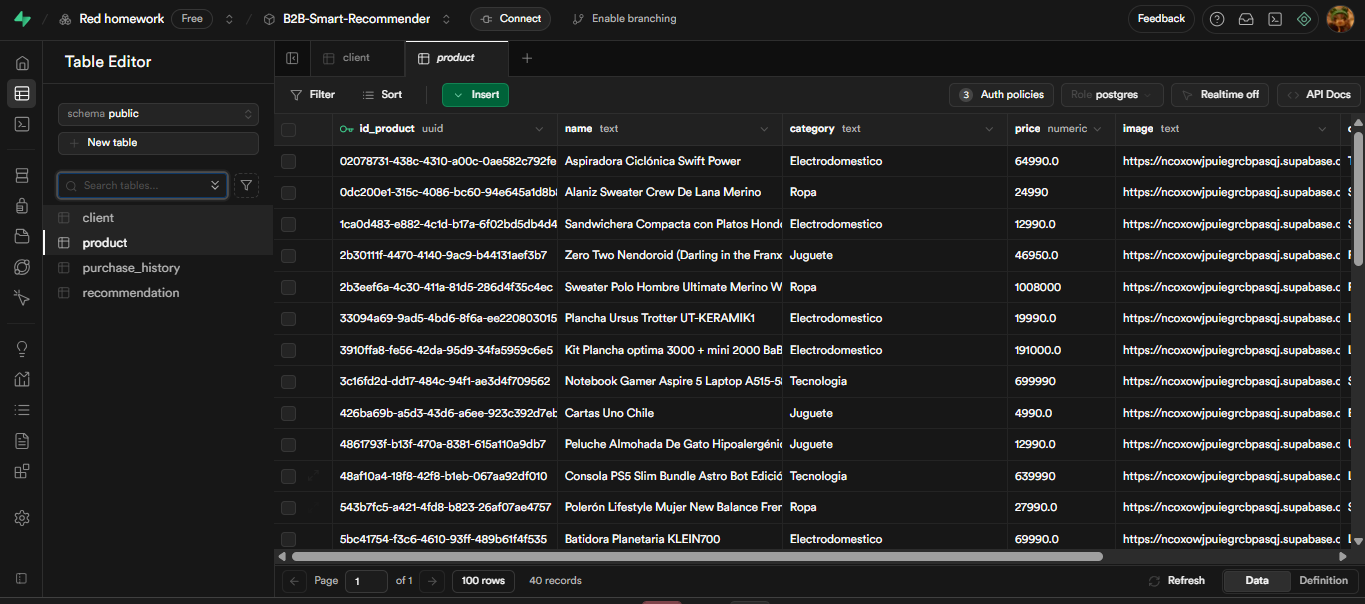 Red homework Free B2B-Smart-Recommender Connect Enable branching Feedback
Table Editor
schema public
New table
Search tables...
client
product
purchase_history
recommendation
client product
Filter Sort Insert 3 Auth policies Role postgres Realtime off API Docs
id_product uuid name text category text price numeric image text
02078731-438c-4310-a00c-0ae582c792fe Aspiradora Ciclónica Swift Power Electrodomestico 64990.0 https://ncoxowjpuiegrcbpasqj.supabase.c
0dc200e1-315c-4086-bc60-94e645a1d8b Alaniz Sweater Crew De Lana Merino Ropa 24990 https://ncoxowjpuiegrcbpasqj.supabase.c
1ca0d483-e882-4c1d-b17a-6f02bd5db4d4 Sandwichera Compacta con Platos Honde Electrodomestico 12990.0 https://ncoxowjpuiegrcbpasqj.supabase.c
2b30111f-4470-4140-9ac9-b44131aef3b7 Zero Two Nendoroid (Darling in the Franx Juguete 46950.0 https://ncoxowjpuiegrcbpasqj.supabase.c
2b3eef6a-4c30-411a-81d5-286d4f35c4ec Sweater Polo Hombre Ultimate Merino W Ropa 1008000 https://ncoxowjpuiegrcbpasqj.supabase.c
33094a69-9ad5-4bd6-8f6a-ee220803015 Plancha Ursus Trotter UT-KERAMIK1 Electrodomestico 19990.0 https://ncoxowjpuiegrcbpasqj.supabase.c
3910ffa8-fe56-42da-95d9-34fa5959c6e5 Kit Plancha optima 3000 + mini 2000 BaB Electrodomestico 191000.0 https://ncoxowjpuiegrcbpasqj.supabase.c
3c16fd2d-dd17-484c-94f1-ae3d4f709562 Notebook Gamer Aspire 5 Laptop A515-5 Tecnologia 699990 https://ncoxowjpuiegrcbpasqj.supabase.c
426ba69b-a5d3-43d6-a6ee-923c392d7eb Cartas Uno Chile Juguete 4990.0 https://ncoxowjpuiegrcbpasqj.supabase.c
4861793f-b13f-470a-8381-615a110a9db7 Peluche Almohada De Gato Hipoalergénic Juguete 12990.0 https://ncoxowjpuiegrcbpasqj.supabase.c
48af10a4-18f8-42f8-b1eb-067aa92df010 Consola PS5 Slim Bundle Astro Bot Edició Tecnologia 639990 https://ncoxowjpuiegrcbpasqj.supabase.c
543b7fc5-a421-4fd8-b823-26af07ae4757 Polerón Lifestyle Mujer New Balance Fren Ropa 27990.0 https://ncoxowjpuiegrcbpasqj.supabase.c
5bc41754-f3c6-4610-93ff-489b61f4f535 Batidora Planetaria KLEIN700 Electrodomestico 69990.0 https://ncoxowjpuiegrcbpasqj.supabase.c
Page 1 of 1 100 rows 40 records Refresh Data Definition